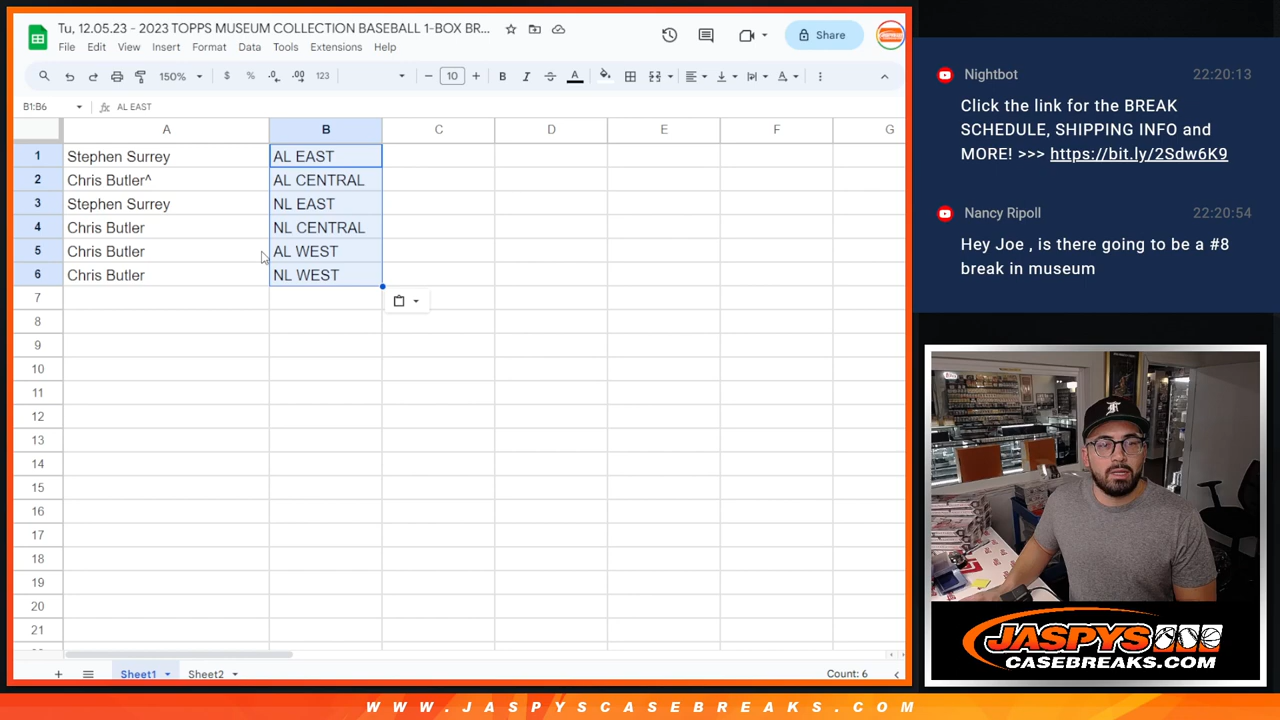 Tu, 12.05.23 - 2023 TOPPS MUSEUM COLLECTION BASEBALL 1-BOX BR...
File Edit View Insert Format Data Tools Extensions Help
Share
150% $ % .0 .00 123 10 B I A
B1:B6 fx AL EAST
A B C D E F G
1 Stephen Surrey AL EAST
2 Chris Butler^ AL CENTRAL
3 Stephen Surrey NL EAST
4 Chris Butler NL CENTRAL
5 Chris Butler AL WEST
6 Chris Butler NL WEST
7
8
9
10
11
12
13
14
15
16
17
18
19
20
21
Sheet1 Sheet2 Count: 6
Nightbot 22:20:13
Click the link for the BREAK
SCHEDULE, SHIPPING INFO and
MORE! >>> https://bit.ly/2Sdw6K9
Nancy Ripoll 22:20:54
Hey Joe , is there going to be a #8
break in museum
JASPYS
CASEBREAKS.COM
WWW.JASPYSCASEBREAKS.COM